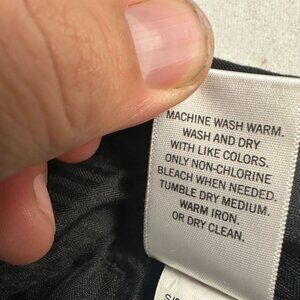 MACHINE WASH WARM.
WASH AND DRY
WITH LIKE COLORS.
ONLY NON-CHLORINE
BLEACH WHEN NEEDED.
TUMBLE DRY MEDIUM.
WARM IRON.
OR DRY CLEAN.